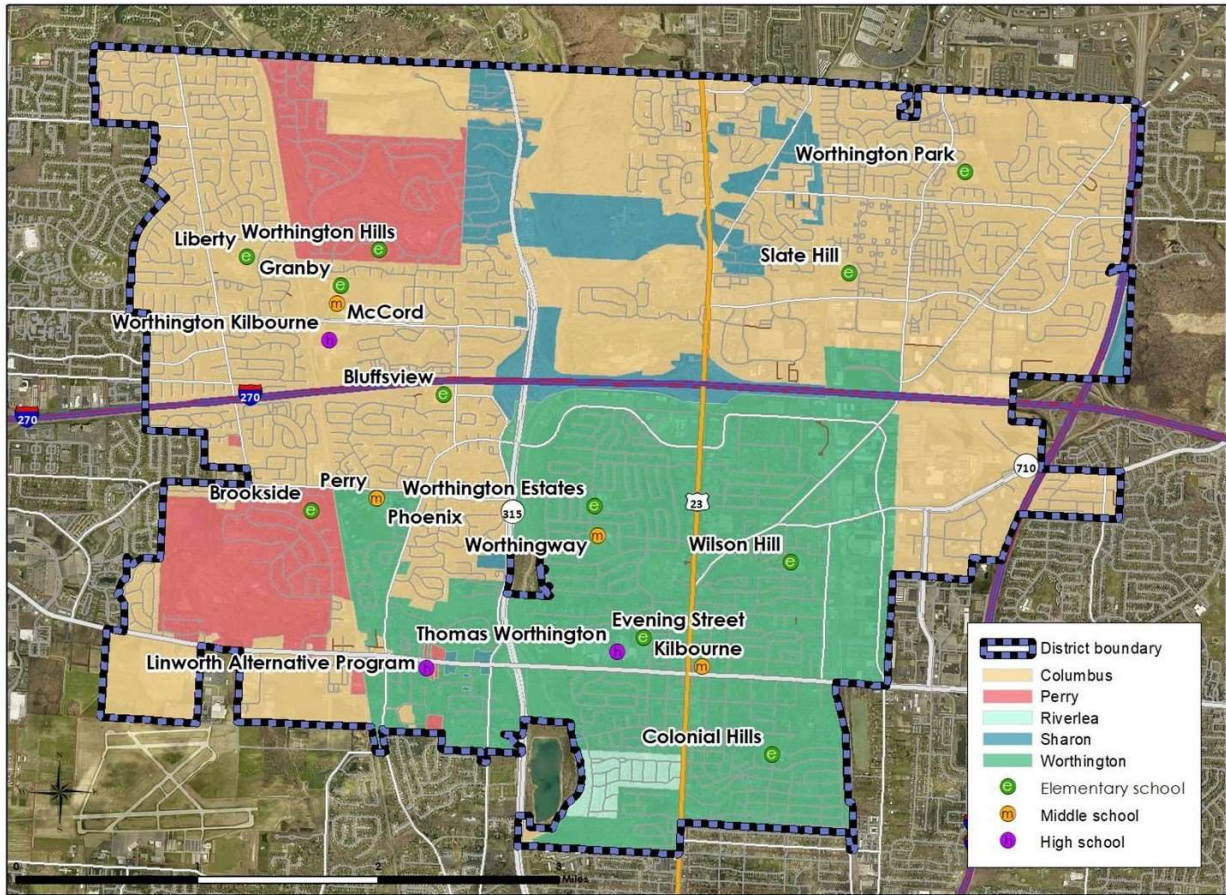 Worthington Park
Liberty
Worthington Hills
Granby
Slate Hill
McCord
Worthington Kilbourne
Bluffsview
270
270
710
Brookside
Perry
Worthington Estates
Phoenix
315
23
Worthingway
Wilson Hill
Thomas Worthington
Evening Street
Kilbourne
Linworth Alternative Program
Colonial Hills
e
e
e
e
e
m
h
e
e
m
e
m
e
e
h
m
h
e
District boundary
Columbus
Perry
Riverlea
Sharon
Worthington
e Elementary school
m Middle school
h High school
0 1 2 3
Miles